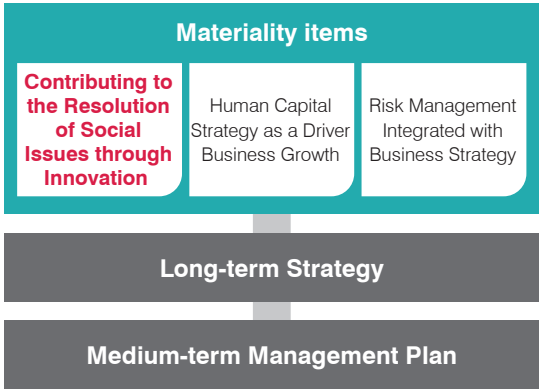 Materiality items
Contributing to
the Resolution
of Social
Issues through
Innovation
Human Capital
Strategy as a Driver
Business Growth
Risk Management
Integrated with
Business Strategy
Long-term Strategy
Medium-term Management Plan